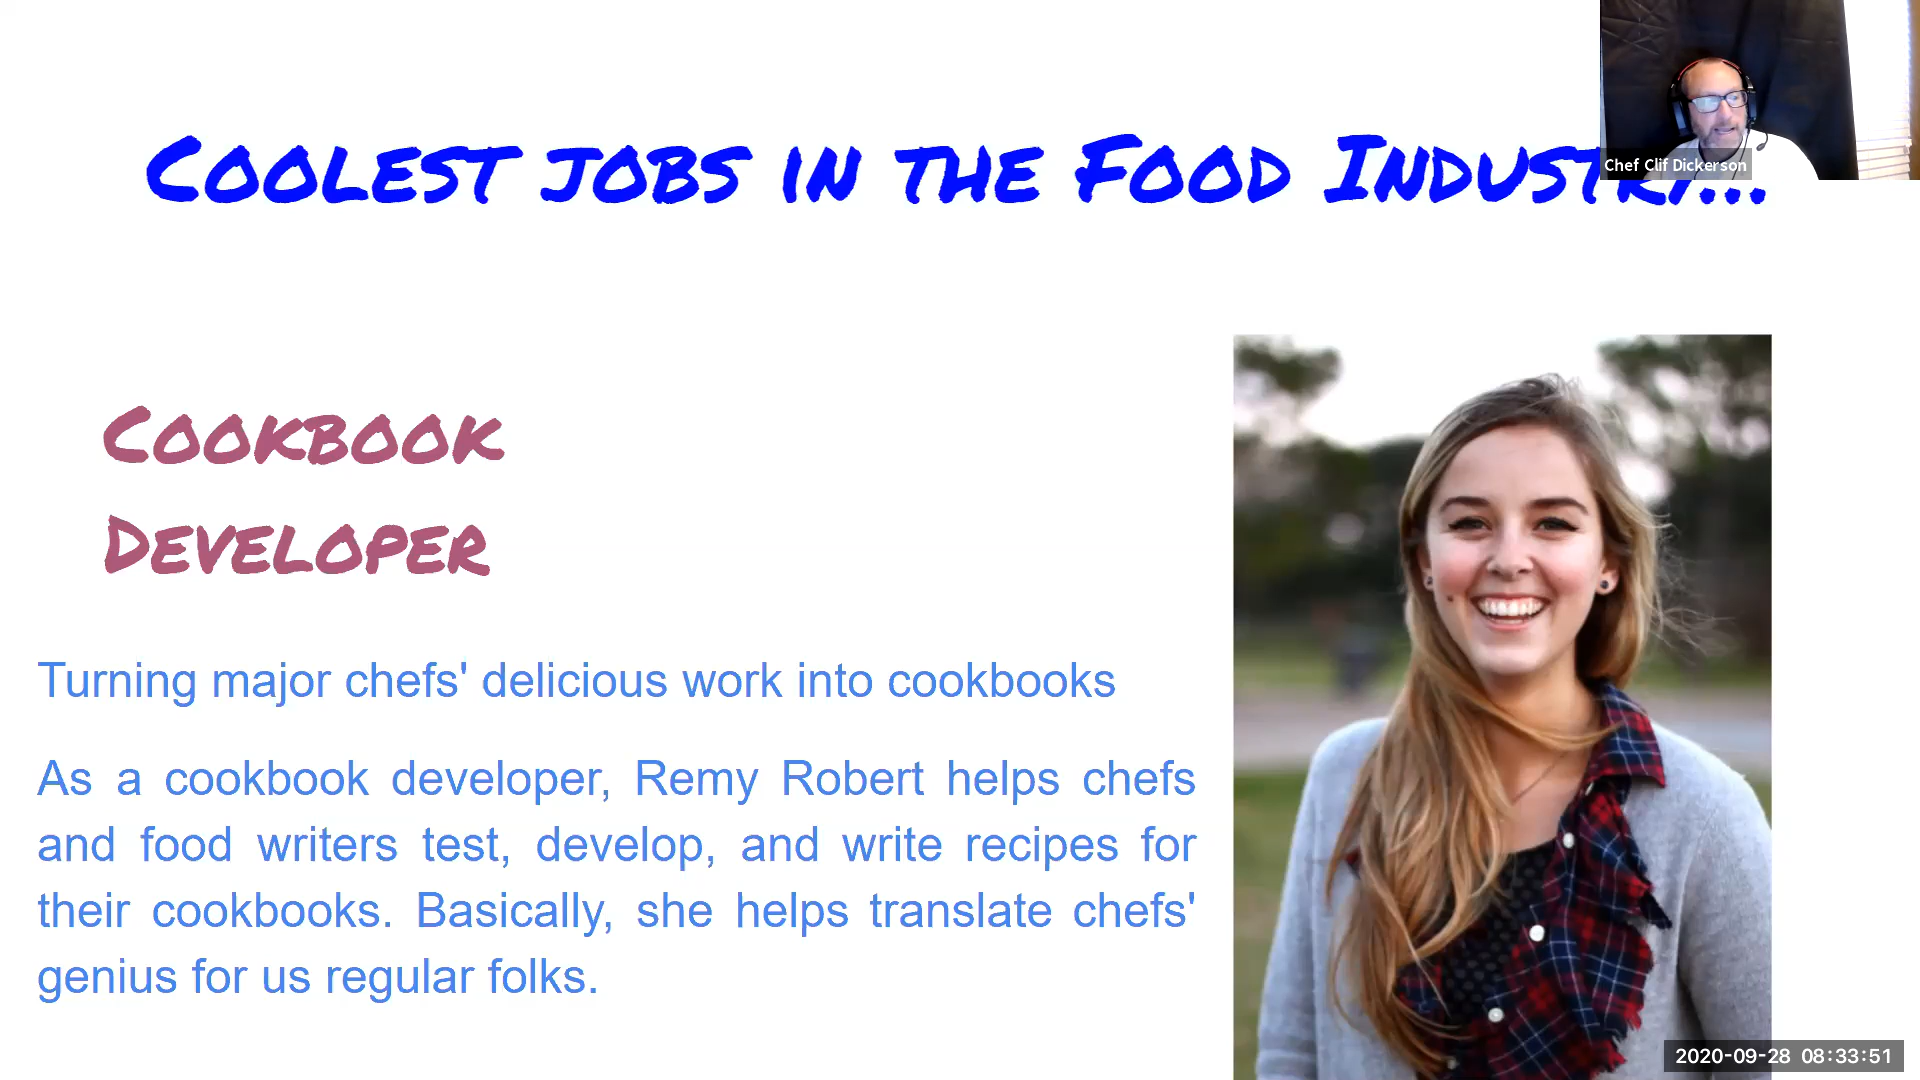 Coolest jobs in the Food Industry...
Chef Clif Dickerson
Cookbook
Developer
Turning major chefs' delicious work into cookbooks
As a cookbook developer, Remy Robert helps chefs
and food writers test, develop, and write recipes for
their cookbooks. Basically, she helps translate chefs'
genius for us regular folks.
2020-09-28 08:33:51